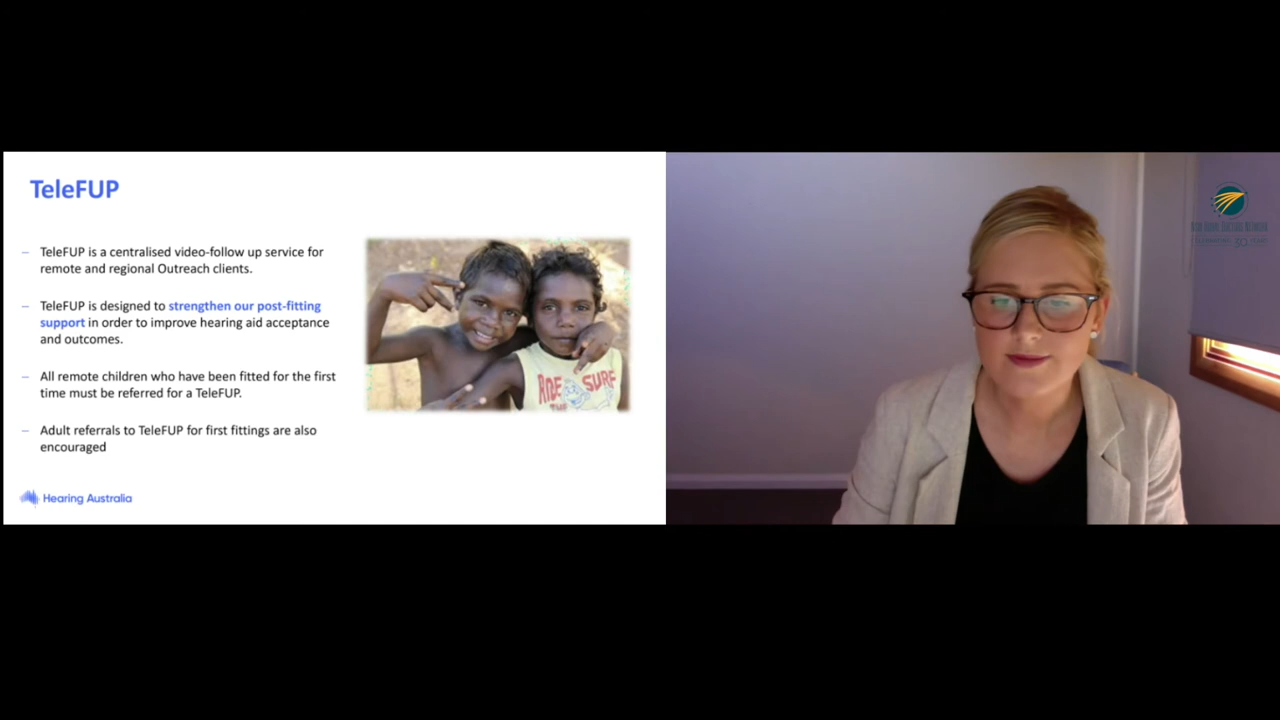 TeleFUP
– TeleFUP is a centralised video-follow up service for
remote and regional Outreach clients.
– TeleFUP is designed to strengthen our post-fitting
support in order to improve hearing aid acceptance
and outcomes.
– All remote children who have been fitted for the first
time must be referred for a TeleFUP.
– Adult referrals to TeleFUP for first fittings are also
encouraged
Hearing Australia
RIDE
SURF